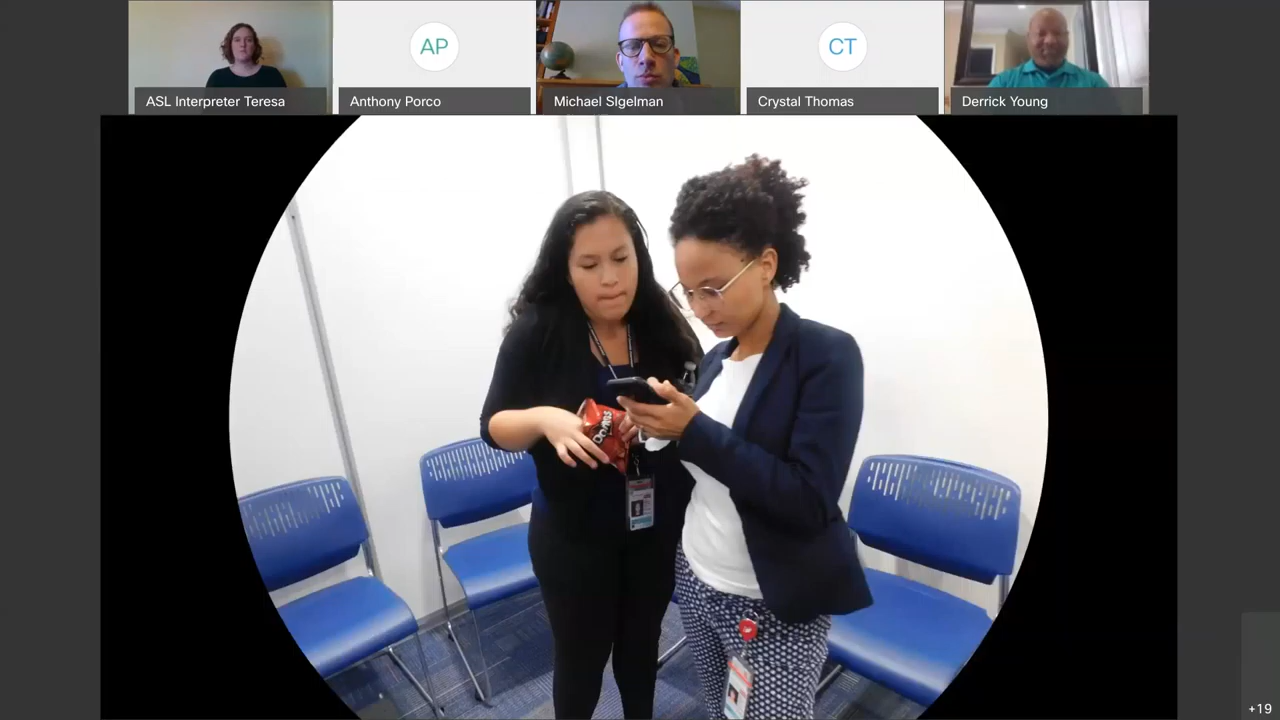 AP
CT
ASL Interpreter Teresa
Anthony Porco
Michael SIgelman
Crystal Thomas
Derrick Young
Doritos
+19